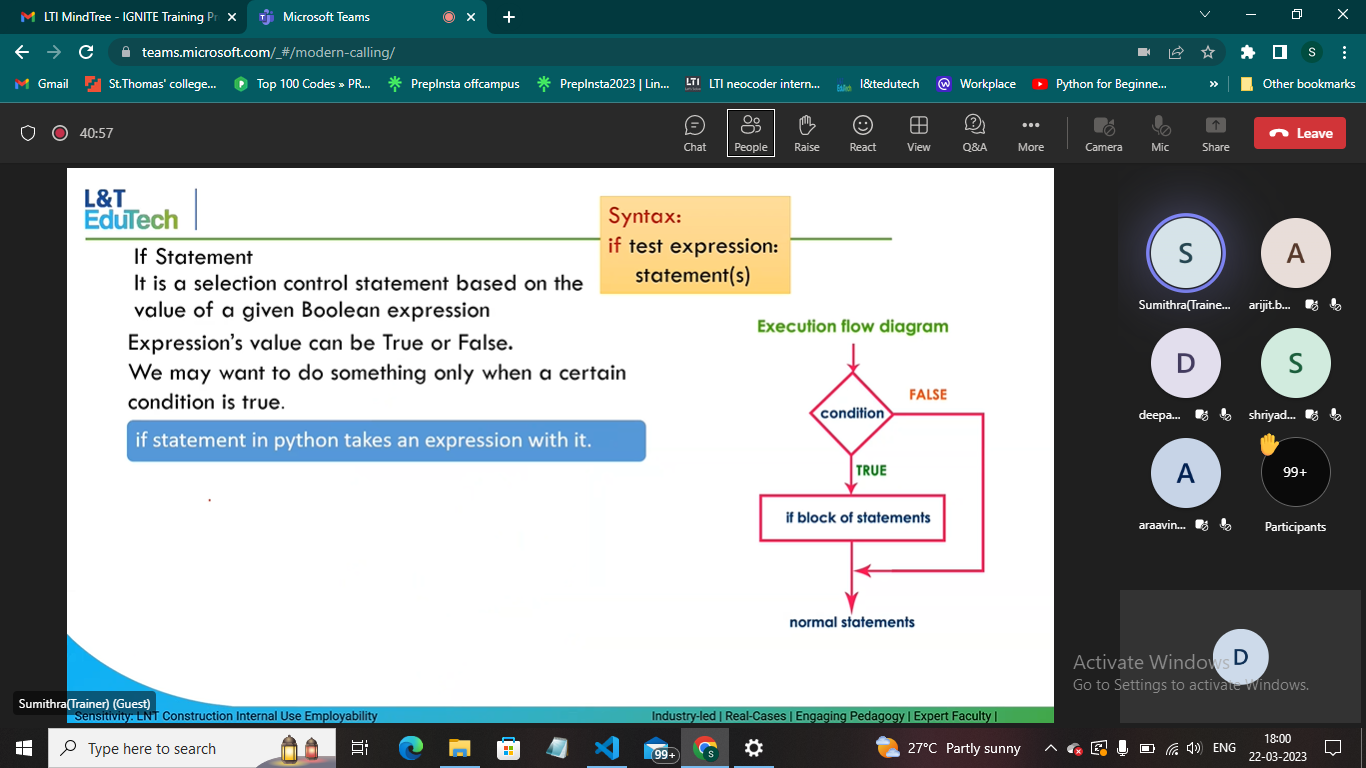 LTI MindTree - IGNITE Training Pr
Microsoft Teams
teams.microsoft.com/_#/modern-calling/
S
Gmail
St.Thomas' college...
Top 100 Codes » PR...
PrepInsta offcampus
PrepInsta2023 | Lin...
LTI neocoder intern...
l&tedutech
Workplace
Python for Beginne...
»
Other bookmarks
40:57
Chat
People
Raise
React
View
Q&A
More
Camera
Mic
Share
Leave
L&T
EduTech
Syntax:
if test expression:
statement(s)
If Statement
It is a selection control statement based on the
value of a given Boolean expression
Expression's value can be True or False.
We may want to do something only when a certain
condition is true.
if statement in python takes an expression with it.
Execution flow diagram
condition
FALSE
TRUE
if block of statements
normal statements
S
A
Sumithra(Traine...
arijit.b...
D
S
deepa...
shriyad...
A
99+
araavin...
Participants
D
Activate Windows
Go to Settings to activate Windows.
Sumithra(Trainer) (Guest)
Sensitivity: LNT Construction Internal Use Employability
Industry-led | Real-Cases | Engaging Pedagogy | Expert Faculty |
Type here to search
99+
S
27°C Partly sunny
ENG
18:00
22-03-2023